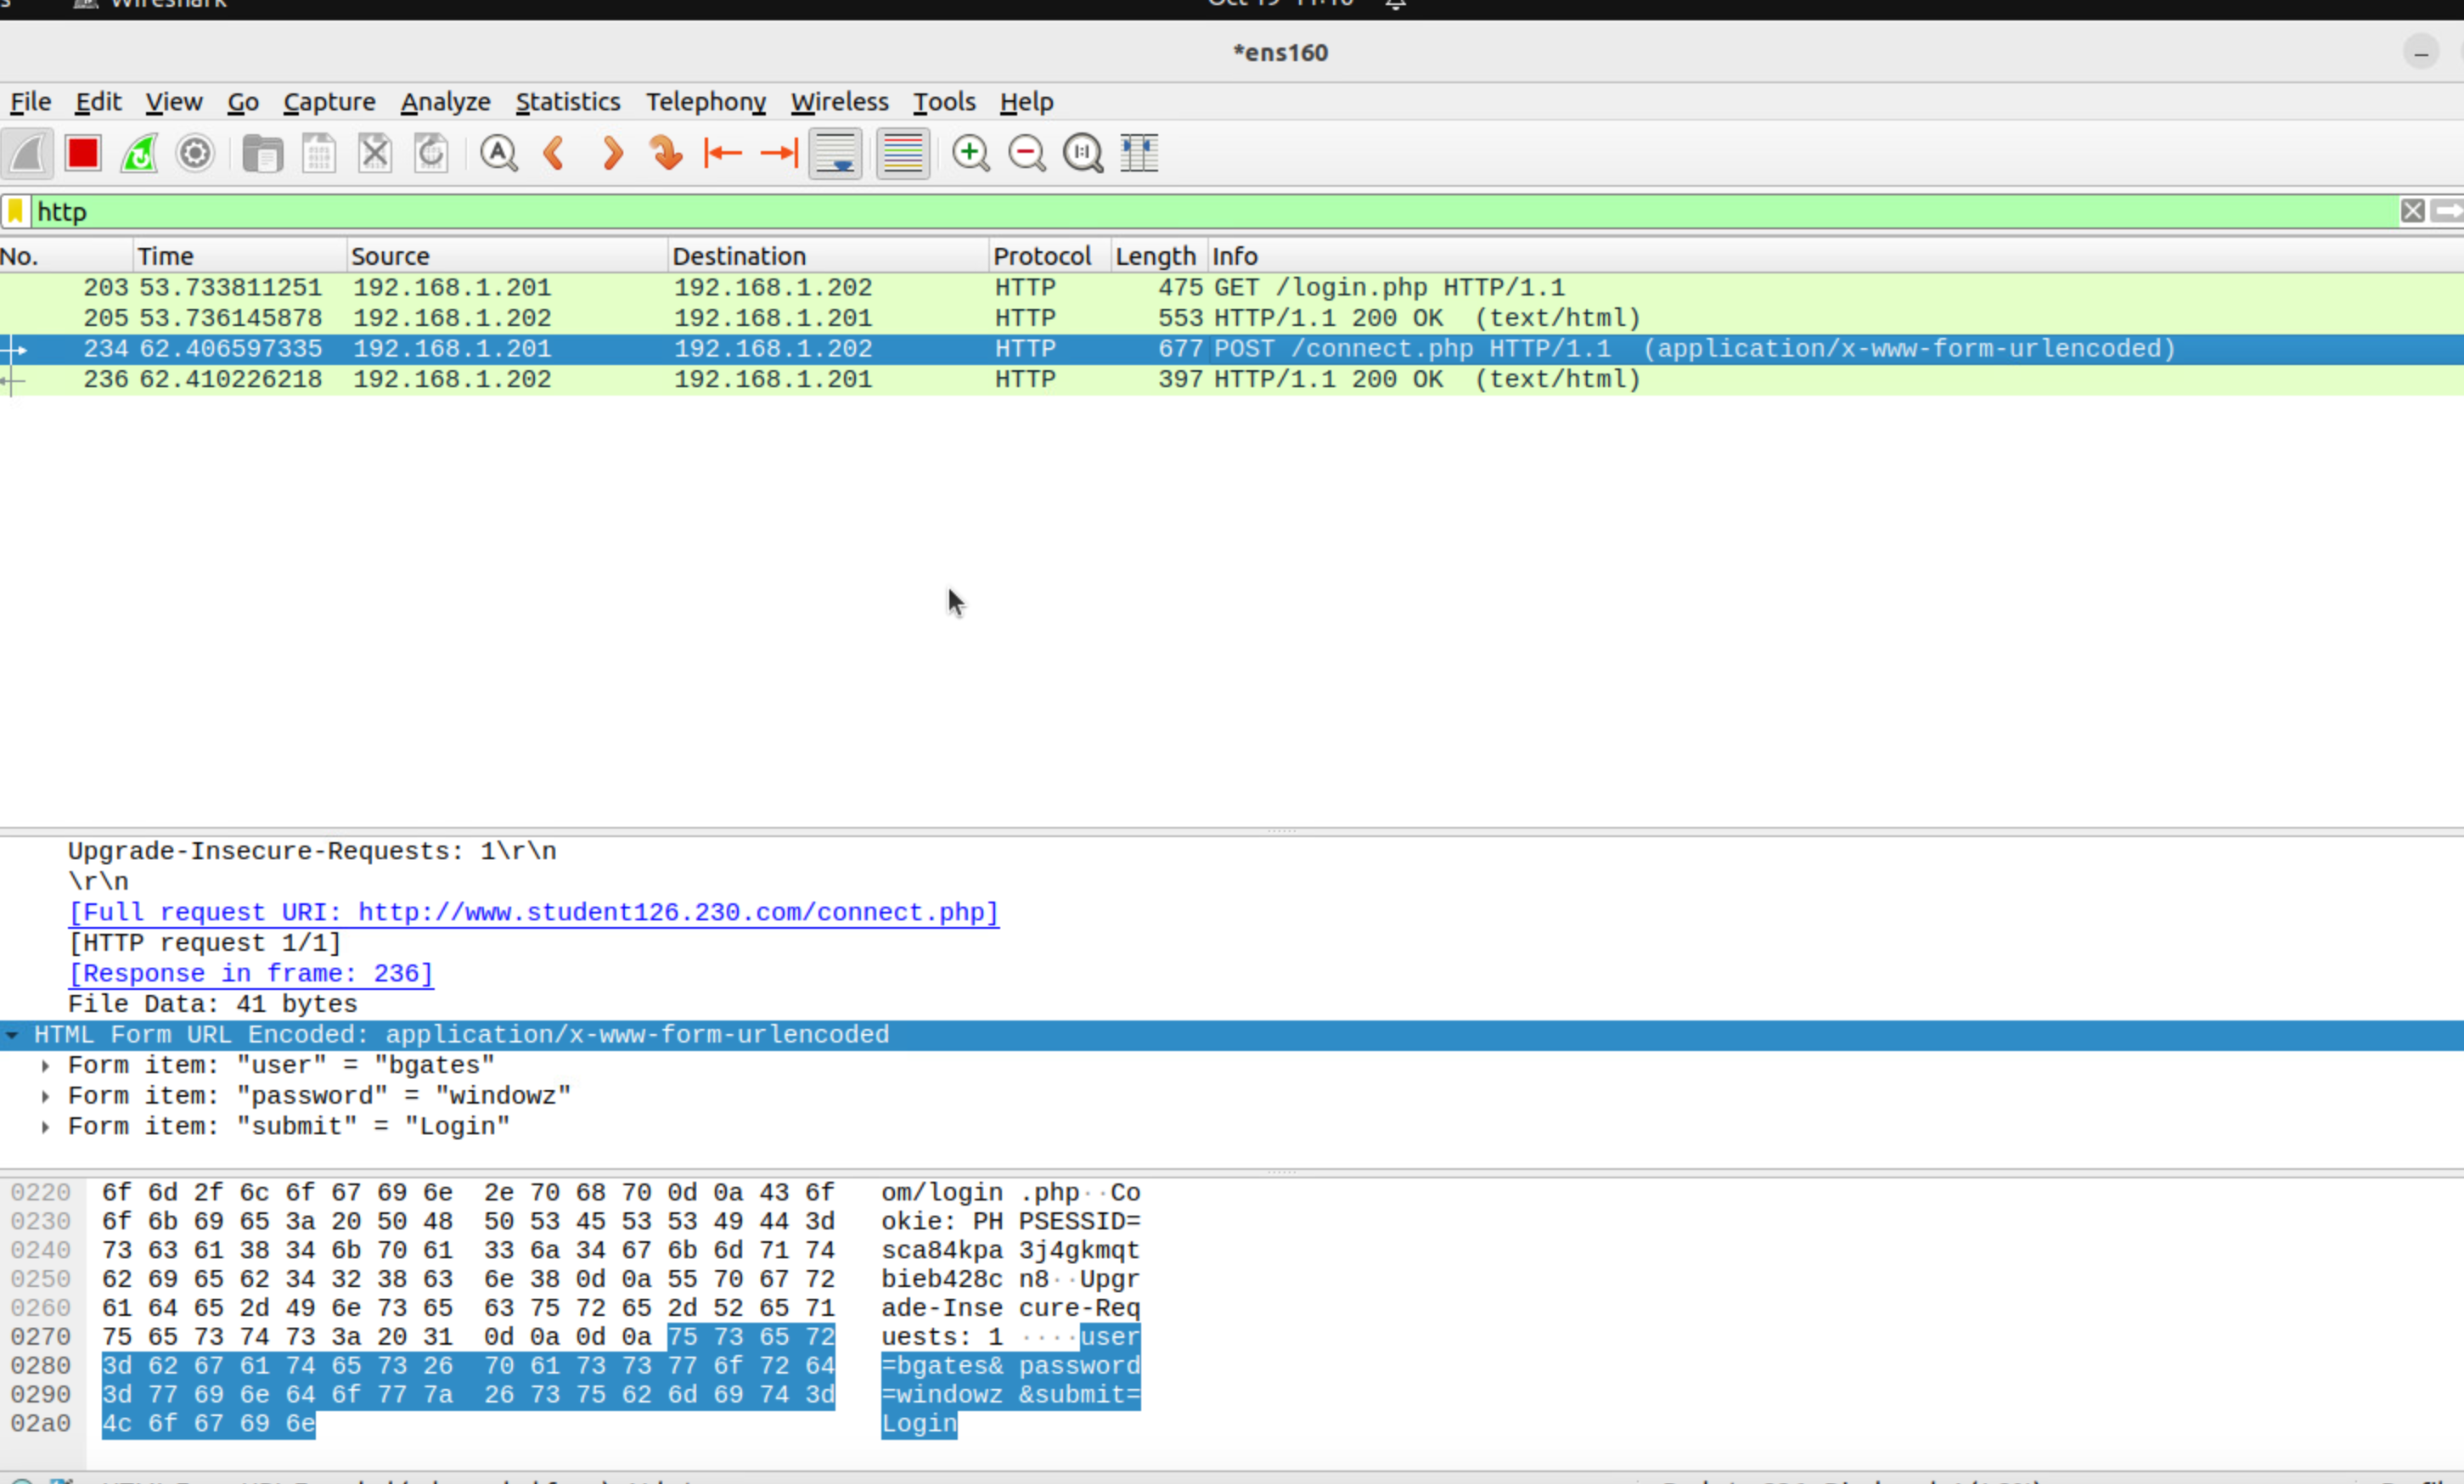 Wireshark
*ens160
File Edit View Go Capture Analyze Statistics Telephony Wireless Tools Help
http
No. Time Source Destination Protocol Length Info
203 53.733811251 192.168.1.201 192.168.1.202 HTTP 475 GET /login.php HTTP/1.1
205 53.736145878 192.168.1.202 192.168.1.201 HTTP 553 HTTP/1.1 200 OK (text/html)
234 62.406597335 192.168.1.201 192.168.1.202 HTTP 677 POST /connect.php HTTP/1.1 (application/x-www-form-urlencoded)
236 62.410226218 192.168.1.202 192.168.1.201 HTTP 397 HTTP/1.1 200 OK (text/html)
Upgrade-Insecure-Requests: 1\r\n
\r\n
[Full request URI: http://www.student126.230.com/connect.php]
[HTTP request 1/1]
[Response in frame: 236]
File Data: 41 bytes
HTML Form URL Encoded: application/x-www-form-urlencoded
Form item: "user" = "bgates"
Form item: "password" = "windowz"
Form item: "submit" = "Login"
0220 6f 6d 2f 6c 6f 67 69 6e 2e 70 68 70 0d 0a 43 6f om/login .php··Co
0230 6f 6b 69 65 3a 20 50 48 50 53 45 53 53 49 44 3d okie: PH PSESSID=
0240 73 63 61 38 34 6b 70 61 33 6a 34 67 6b 6d 71 74 sca84kpa 3j4gkmqt
0250 62 69 65 62 34 32 38 63 6e 38 0d 0a 55 70 67 72 bieb428c n8··Upgr
0260 61 64 65 2d 49 6e 73 65 63 75 72 65 2d 52 65 71 ade-Inse cure-Req
0270 75 65 73 74 73 3a 20 31 0d 0a 0d 0a 75 73 65 72 uests: 1 ····user
0280 3d 62 67 61 74 65 73 26 70 61 73 73 77 6f 72 64 =bgates& password
0290 3d 77 69 6e 64 6f 77 7a 26 73 75 62 6d 69 74 3d =windowz &submit=
02a0 4c 6f 67 69 6e Login